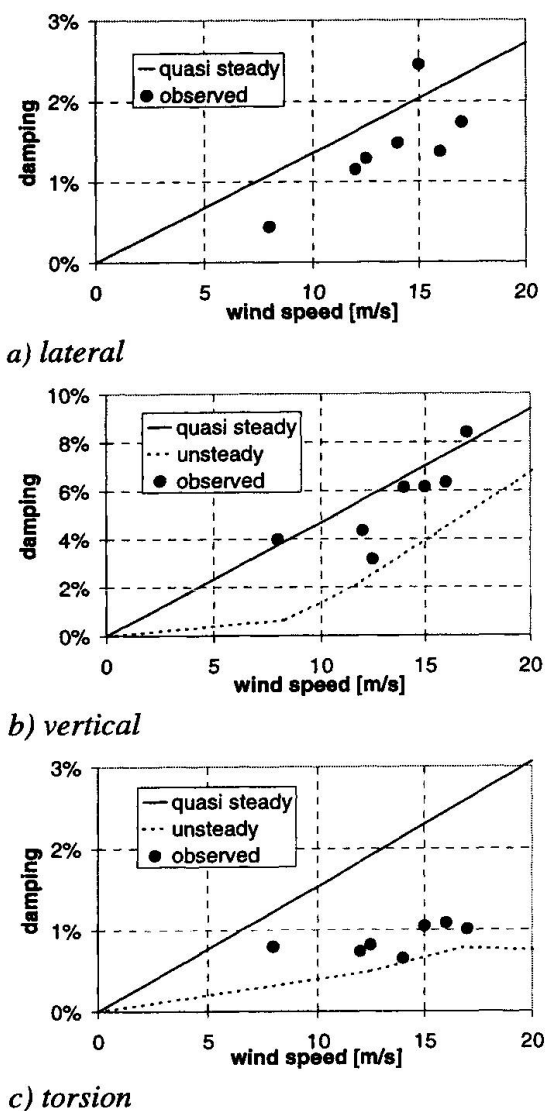 3%
2%
1%
0%
damping
quasi steady
observed
0 5 10 15 20
wind speed [m/s]
a) lateral
10%
8%
6%
4%
2%
0%
damping
quasi steady
unsteady
observed
0 5 10 15 20
wind speed [m/s]
b) vertical
3%
2%
1%
0%
damping
quasi steady
unsteady
observed
0 5 10 15 20
wind speed [m/s]
c) torsion